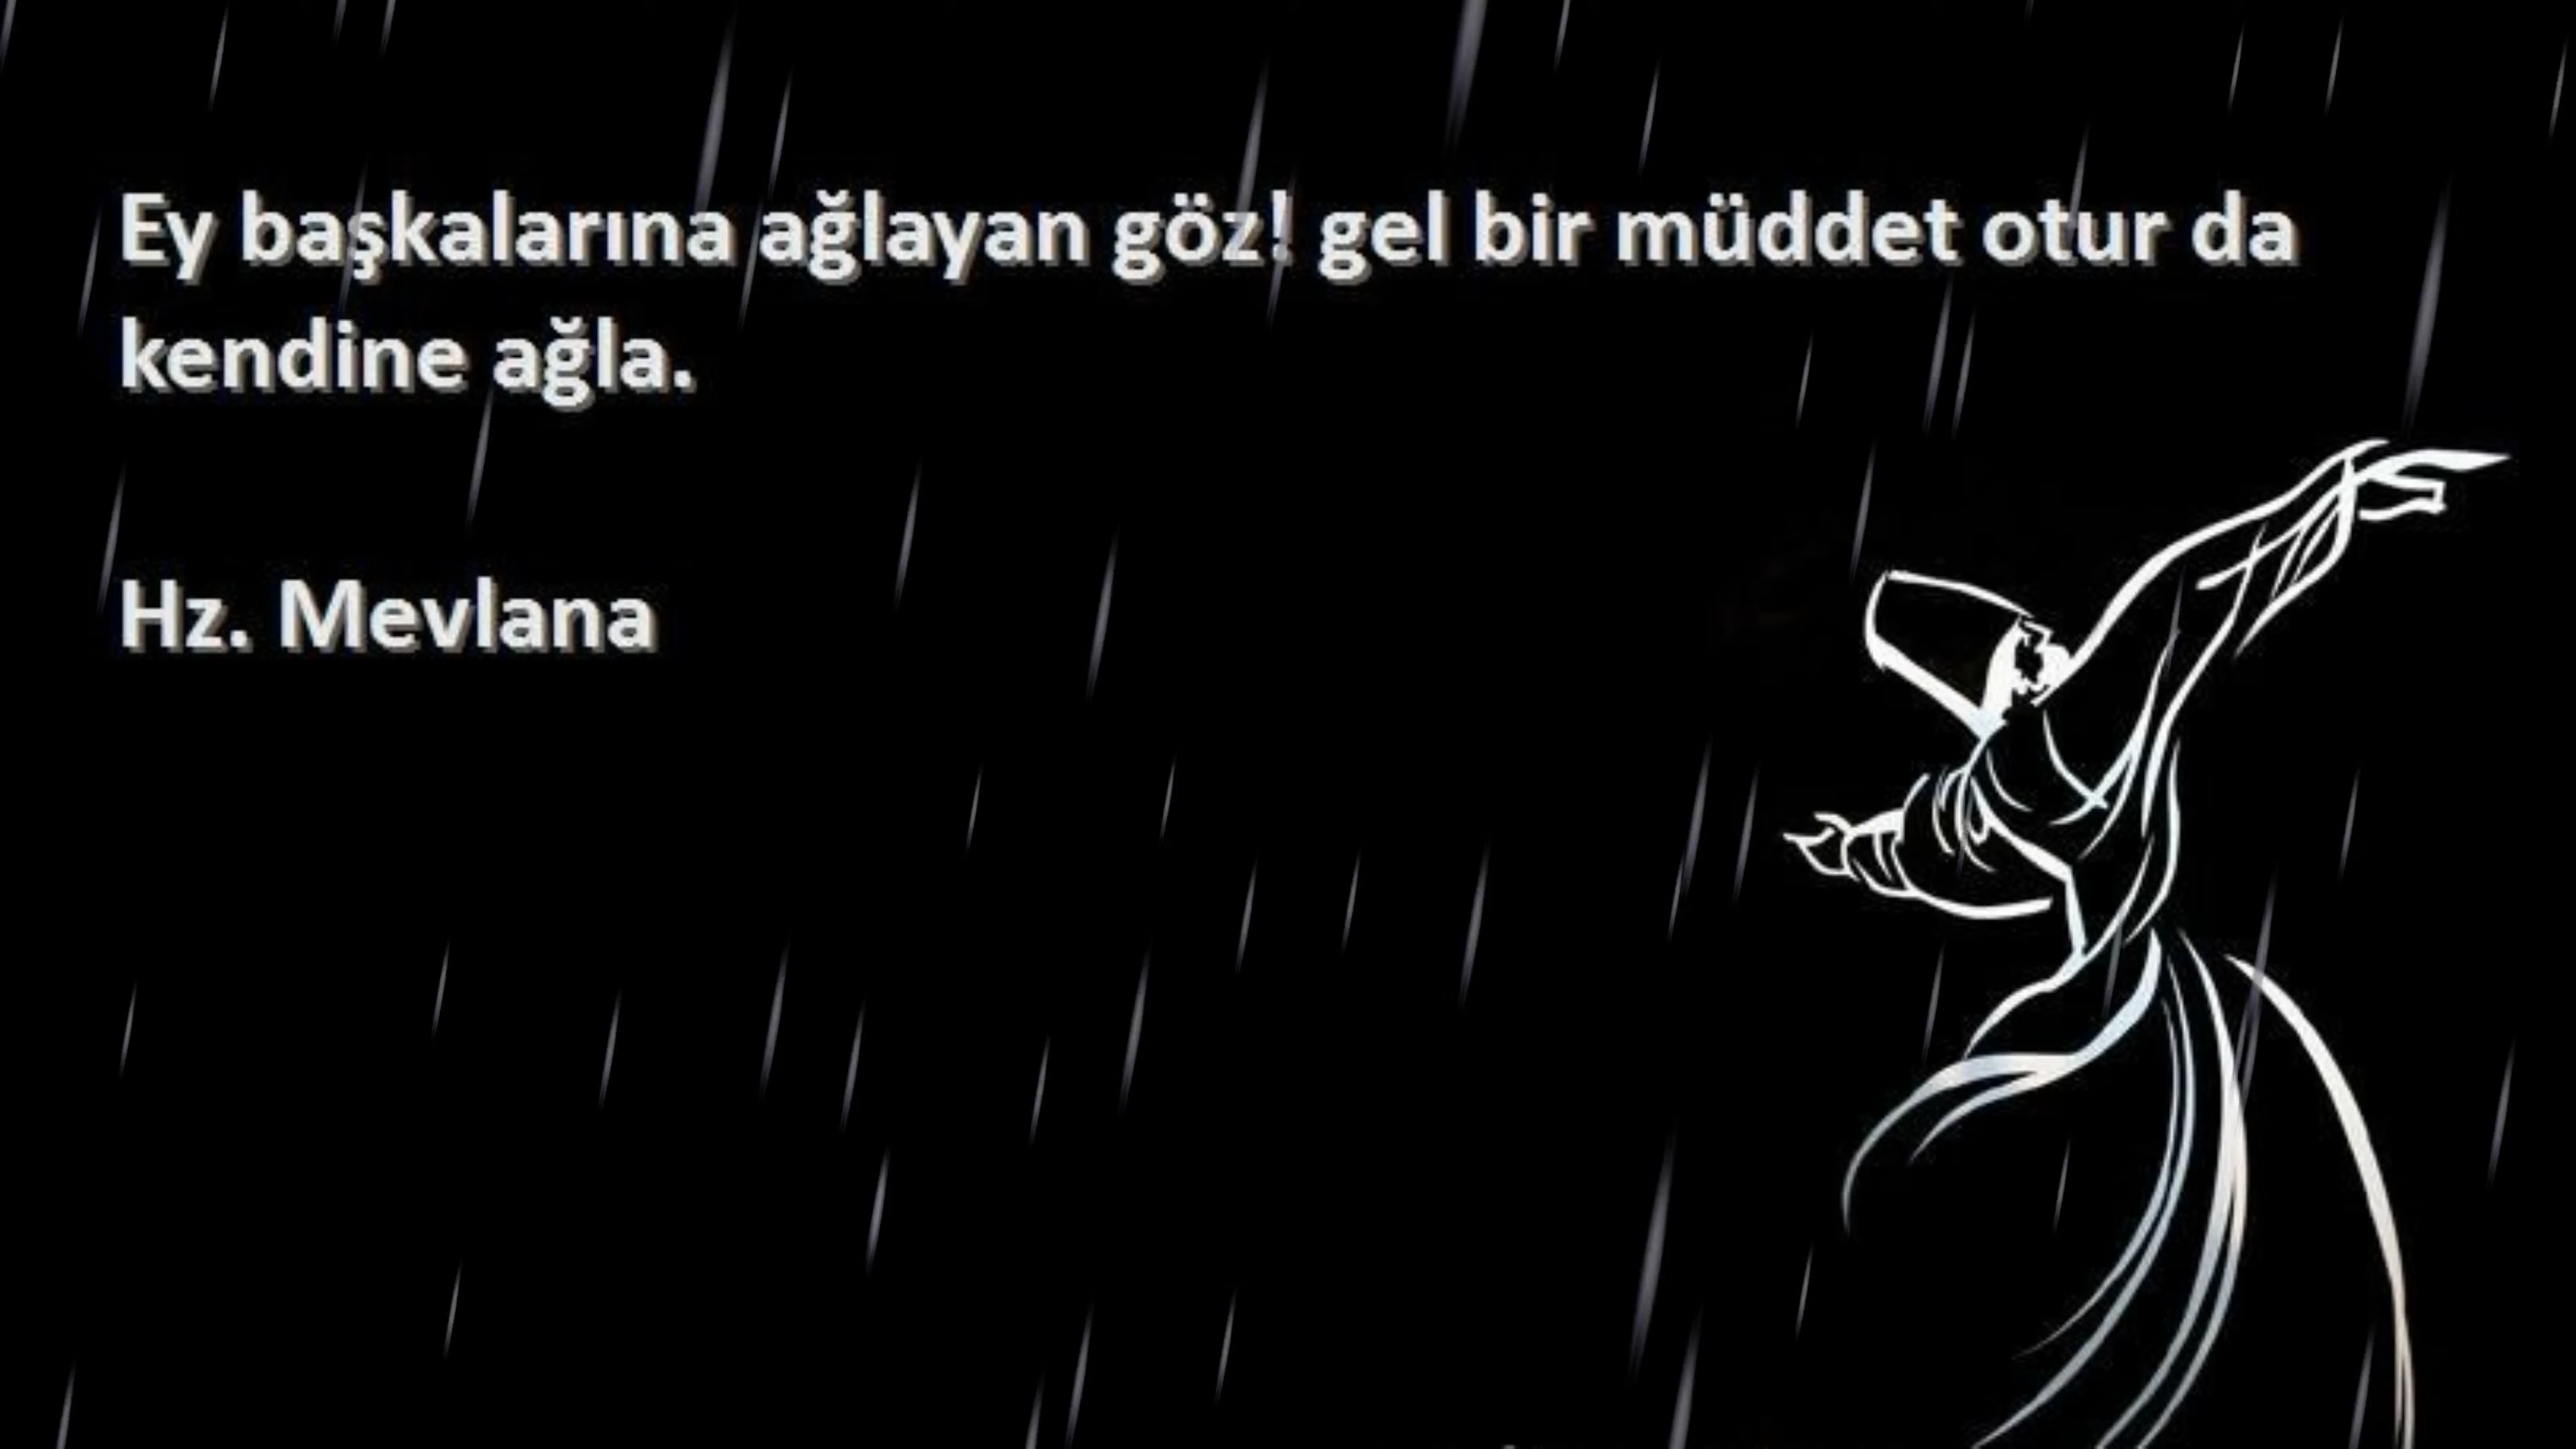 Ey başkalarına ağlayan göz! gel bir müddet otur da
kendine ağla.
Hz. Mevlana